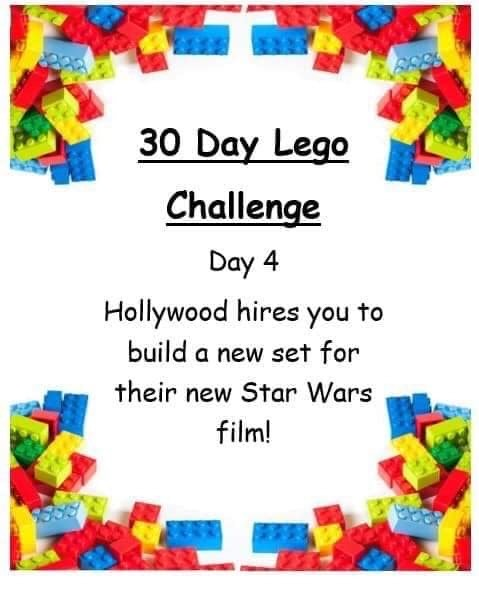 30 Day Lego
Challenge
Day 4
Hollywood hires you to
build a new set for
their new Star Wars
film!